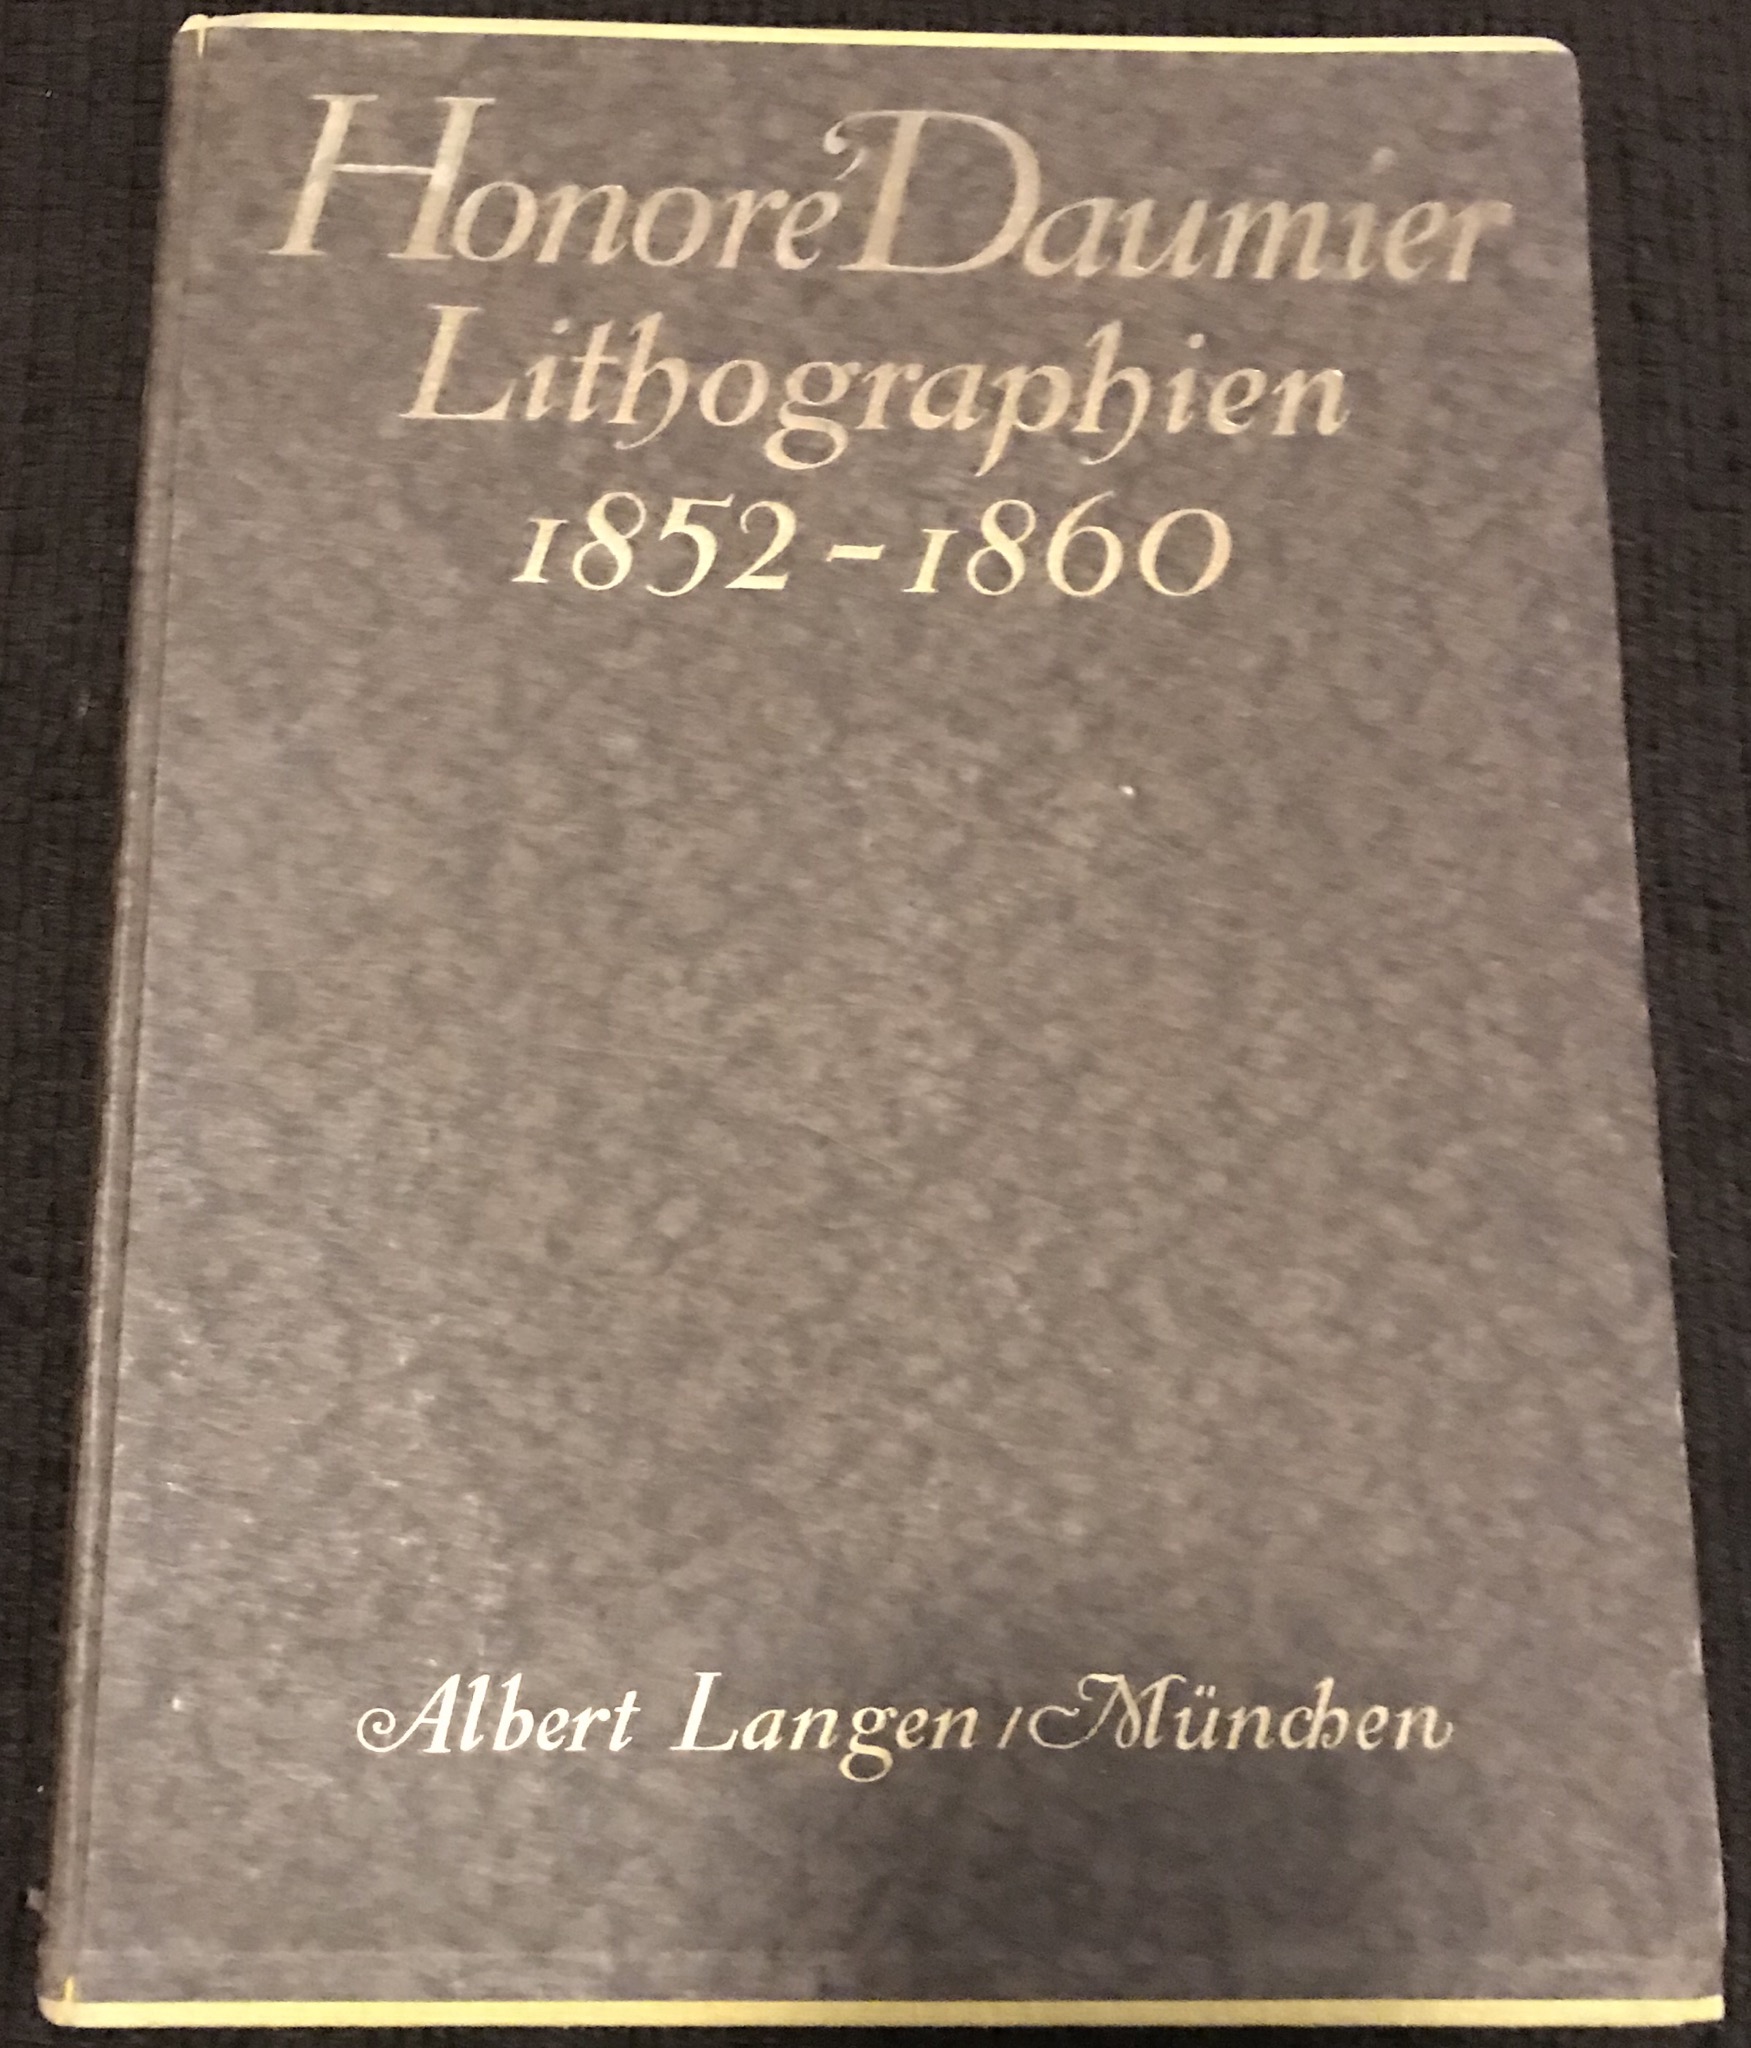 Honoré Daumier
Lithographien
1852-1860
Albert Langen / München